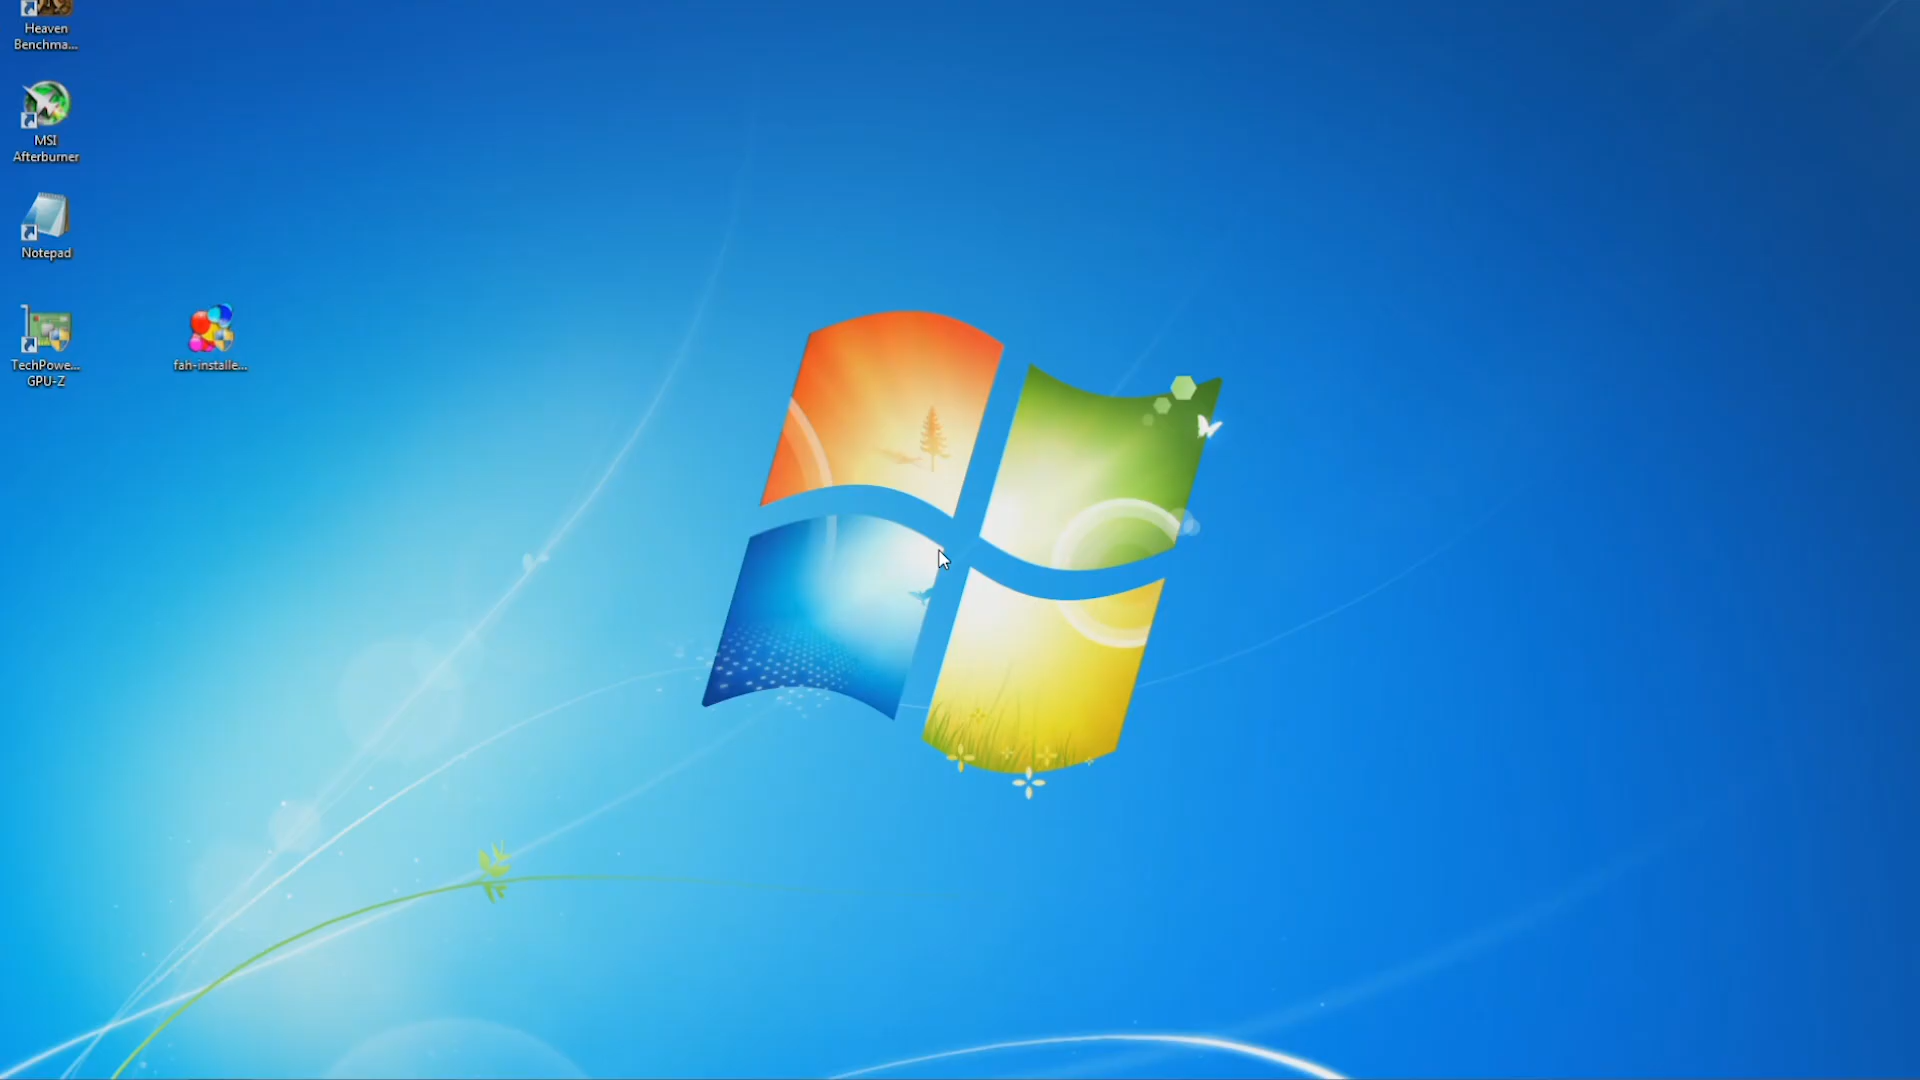 Heaven
Benchma...
MSI
Afterburner
Notepad
TechPowe...
GPU-Z
fah-installe...